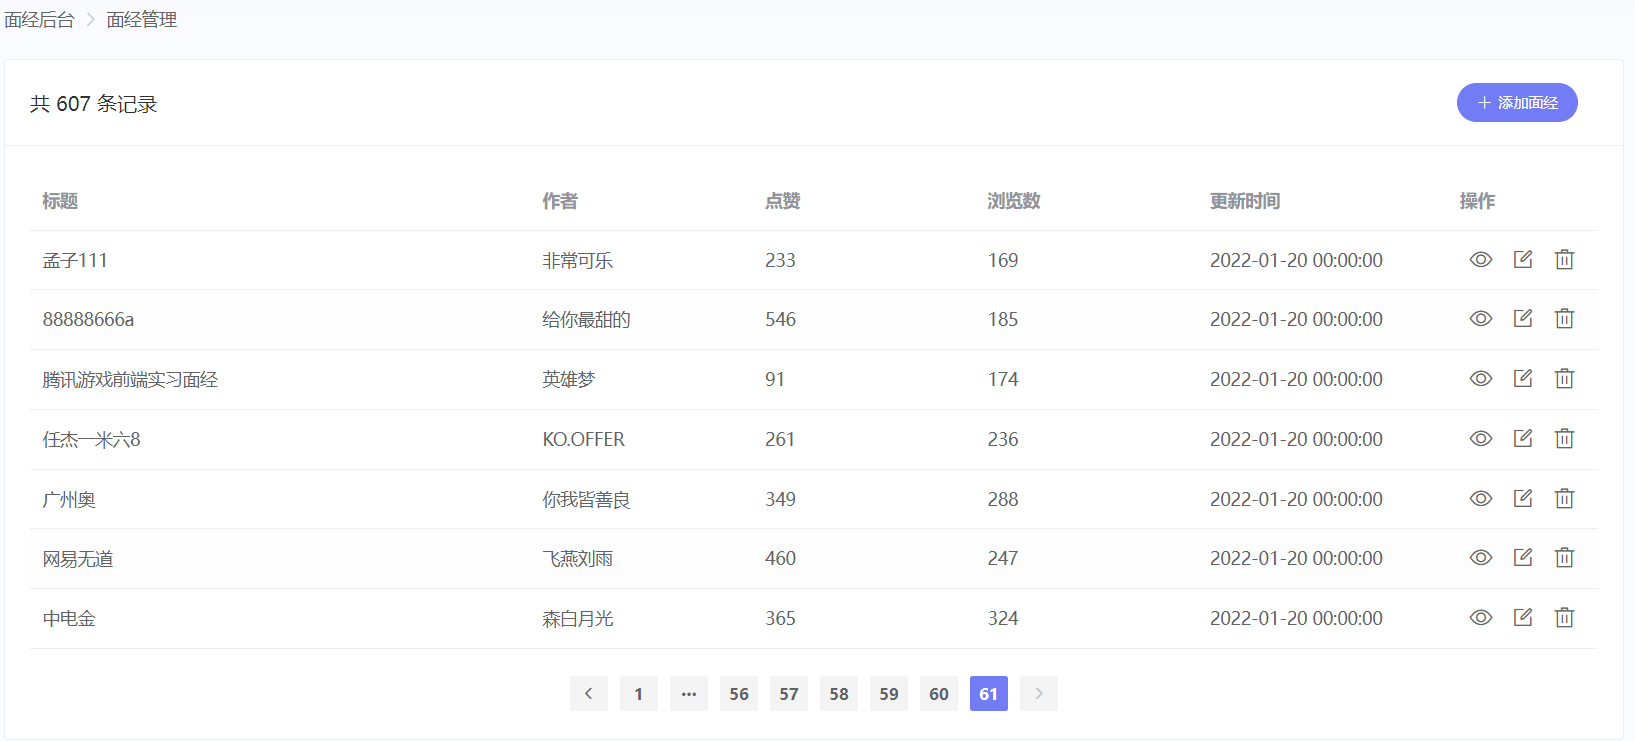 面经后台 > 面经管理
共 607 条记录
+ 添加面经
标题 作者 点赞 浏览数 更新时间 操作
孟子111 非常可乐 233 169 2022-01-20 00:00:00
88888666a 给你最甜的 546 185 2022-01-20 00:00:00
腾讯游戏前端实习面经 英雄梦 91 174 2022-01-20 00:00:00
任杰一米六8 KO.OFFER 261 236 2022-01-20 00:00:00
广州奥 你我皆善良 349 288 2022-01-20 00:00:00
网易无道 飞燕刘雨 460 247 2022-01-20 00:00:00
中电金 森白月光 365 324 2022-01-20 00:00:00
< 1 ··· 56 57 58 59 60 61 >